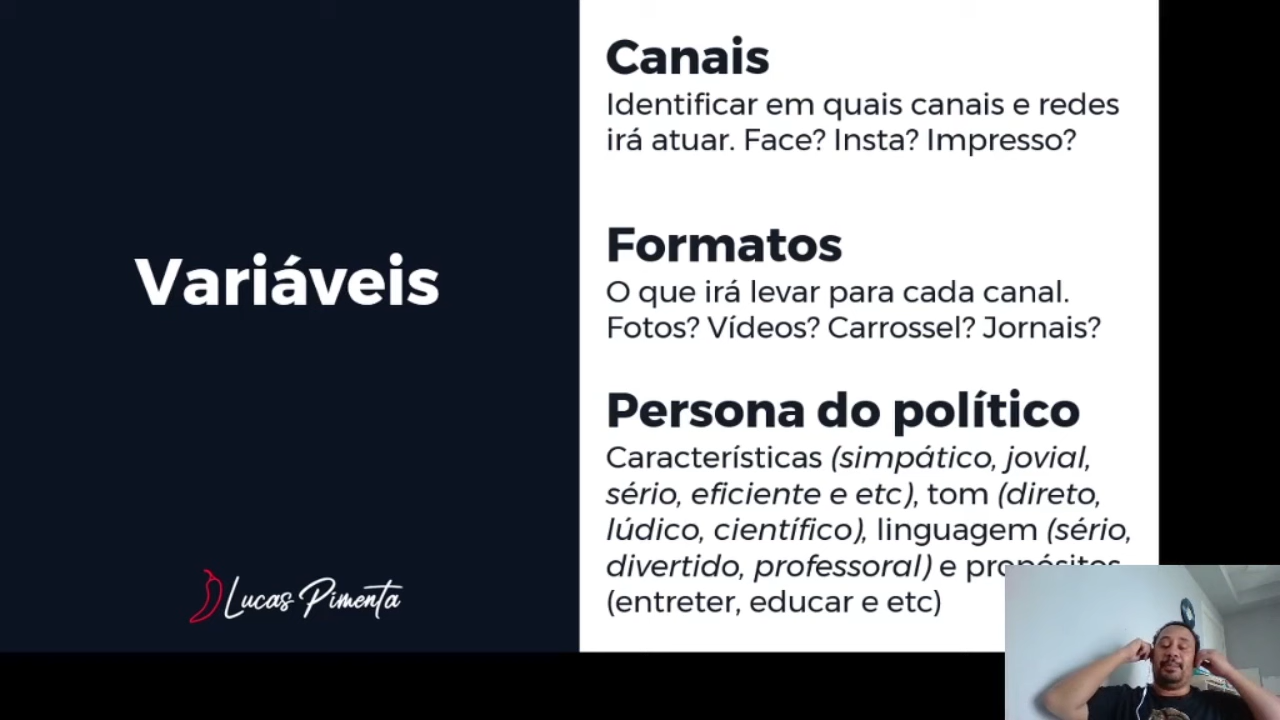 Variáveis
Lucas Pimenta
Canais
Identificar em quais canais e redes
irá atuar. Face? Insta? Impresso?
Formatos
O que irá levar para cada canal.
Fotos? Vídeos? Carrossel? Jornais?
Persona do político
Características (simpático, jovial,
sério, eficiente e etc), tom (direto,
lúdico, científico), linguagem (sério,
divertido, professoral) e propósitos
(entreter, educar e etc)